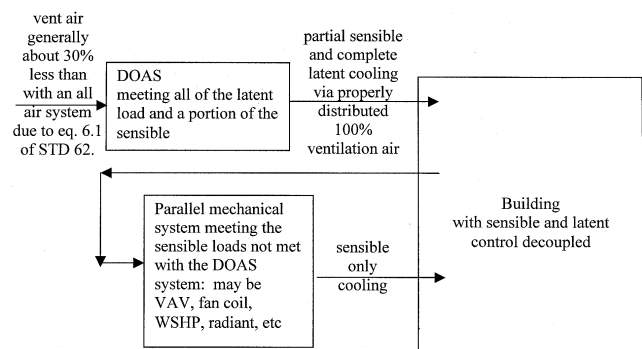 vent air
generally
about 30%
less than
with an all
air system
due to eq. 6.1
of STD 62.
DOAS
meeting all of the latent
load and a portion of the
sensible
partial sensible
and complete
latent cooling
via properly
distributed
100%
ventilation air
Building
with sensible and latent
control decoupled
Parallel mechanical
system meeting the
sensible loads not met
with the DOAS
system:  may be
VAV, fan coil,
WSHP, radiant, etc
sensible
only
cooling